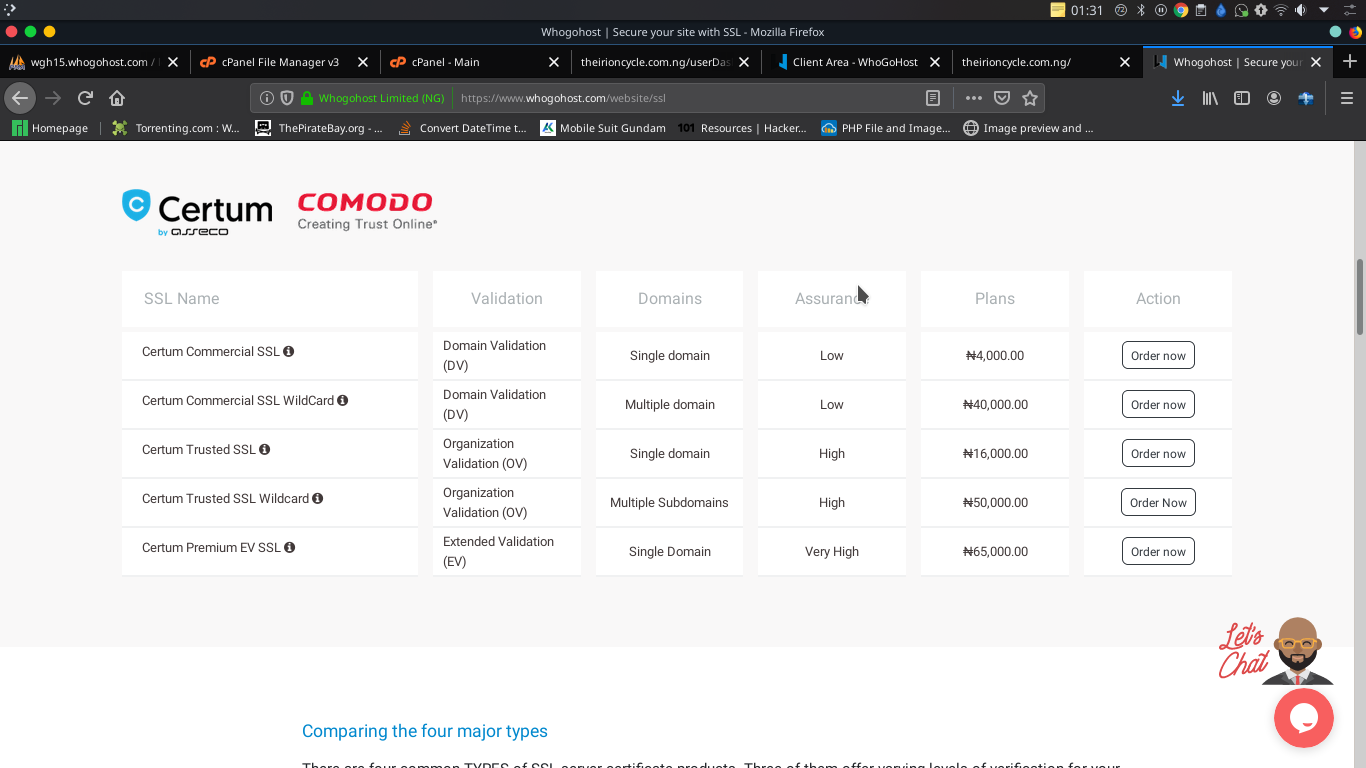 01:31
72
Whogohost | Secure your site with SSL - Mozilla Firefox
wgh15.whogohost.com /
cPanel File Manager v3
cPanel - Main
theirioncycle.com.ng/userDas
Client Area - WhoGoHost
theirioncycle.com.ng/
Whogohost | Secure your
Whogohost Limited (NG)
https://www.whogohost.com/website/ssl
Homepage
Torrenting.com : W...
ThePirateBay.org - ...
Convert DateTime t...
Mobile Suit Gundam
101 Resources | Hacker...
PHP File and Image...
Image preview and ...
Certum
by asseco
COMODO
Creating Trust Online®
SSL Name Validation Domains Assurance Plans Action
Certum Commercial SSL
Domain Validation
(DV)
Single domain
Low
₦4,000.00
Order now
Certum Commercial SSL WildCard
Domain Validation
(DV)
Multiple domain
Low
₦40,000.00
Order now
Certum Trusted SSL
Organization
Validation (OV)
Single domain
High
₦16,000.00
Order now
Certum Trusted SSL Wildcard
Organization
Validation (OV)
Multiple Subdomains
High
₦50,000.00
Order Now
Certum Premium EV SSL
Extended Validation
(EV)
Single Domain
Very High
₦65,000.00
Order now
Let's
Chat
Comparing the four major types
There are four common TYPES of SSL server certificate products. Three of them offer varying levels of verification for your